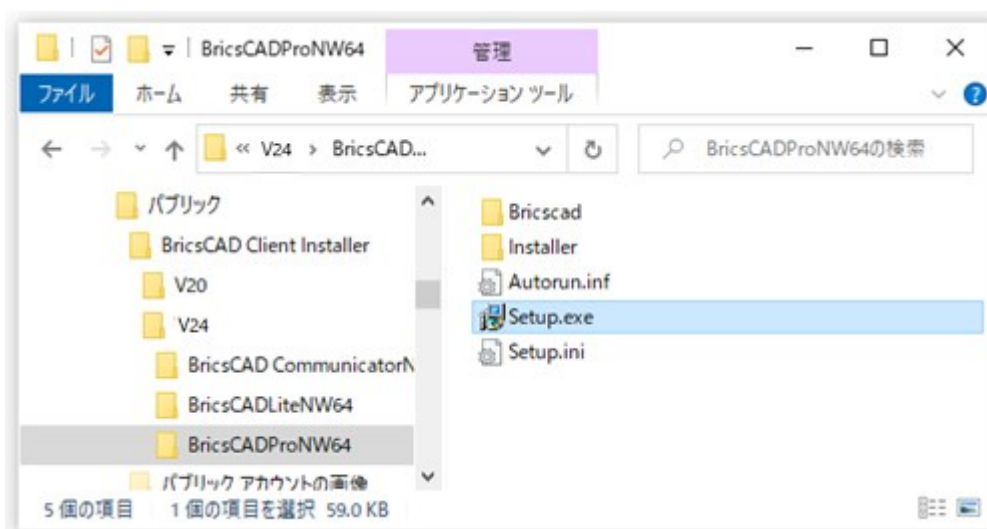 BricsCADProNW64
管理
ファイル ホーム 共有 表示 アプリケーション ツール
« V24 › BricsCAD...
BricsCADProNW64の検索
パブリック
BricsCAD Client Installer
V20
V24
BricsCAD CommunicatorN
BricsCADLiteNW64
BricsCADProNW64
パブリック アカウントの画像
Bricscad
Installer
Autorun.inf
Setup.exe
Setup.ini
5 個の項目 1 個の項目を選択 59.0 KB